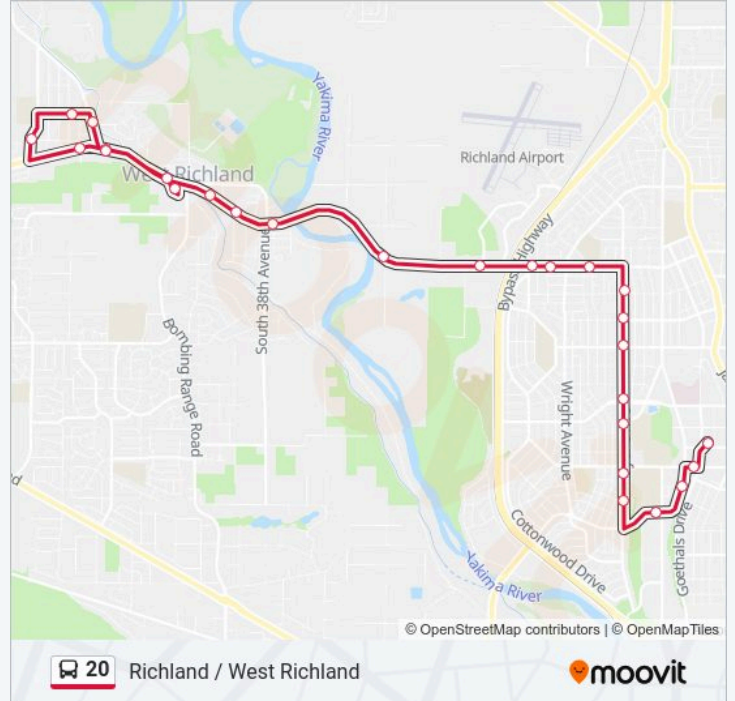 Yakima River
Richland Airport
West Richland
Bypass Highway
South 38th Avenue
Bombing Range Road
Wright Avenue
Cottonwood Drive
Goethals Drive
Yakima River
© OpenStreetMap contributors | © OpenMapTiles
20 Richland / West Richland
moovit